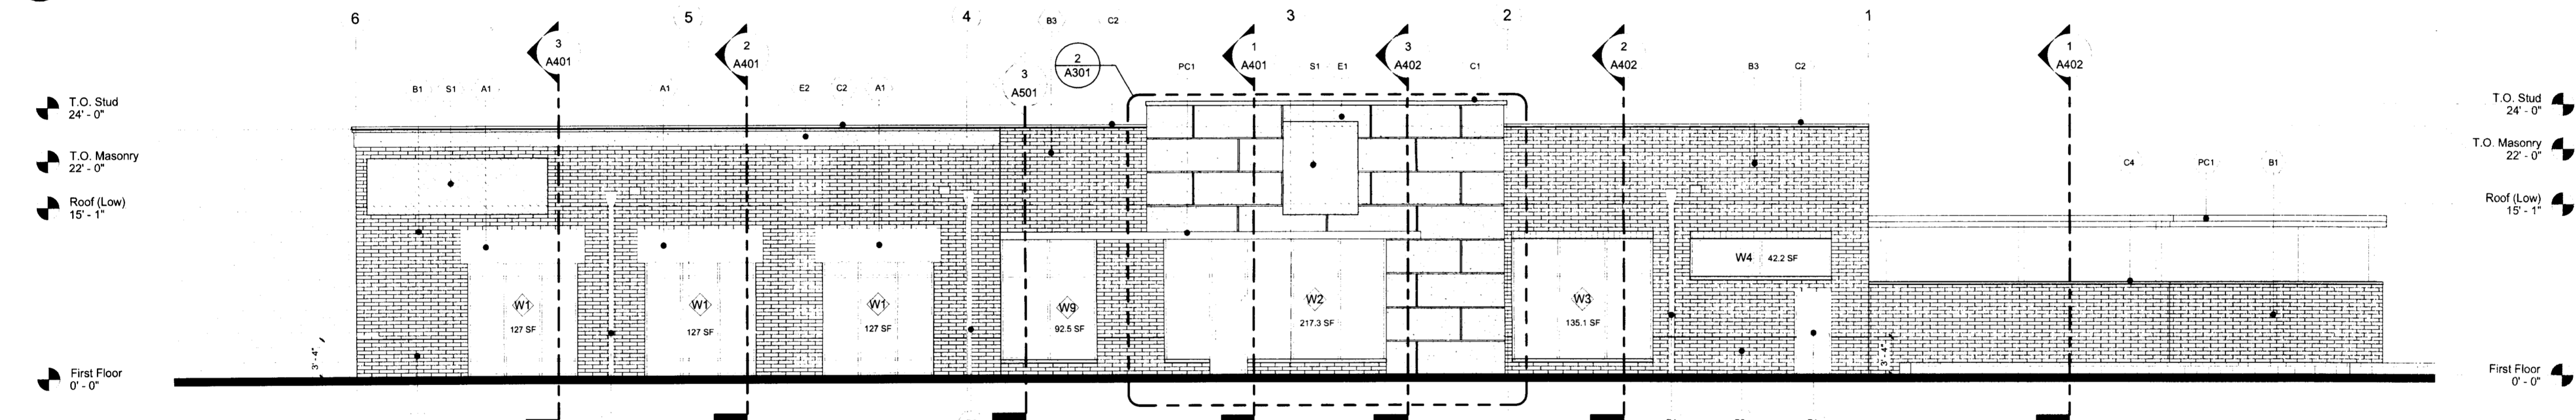 6
5
4
B3
C2
3
2
1
3
A401
2
A401
3
A501
2
A301
1
A401
3
A402
2
A402
1
A402
PC1
S1
E1
C1
B3
C2
B1
S1
A1
A1
E2
C2
A1
T.O. Stud
24' - 0"
T.O. Masonry
22' - 0"
Roof (Low)
15' - 1"
First Floor
0' - 0"
T.O. Stud
24' - 0"
T.O. Masonry
22' - 0"
Roof (Low)
15' - 1"
First Floor
0' - 0"
C4
PC1
B1
W1
127 SF
W1
127 SF
W1
127 SF
W9
92.5 SF
W2
217.3 SF
W3
135.1 SF
W4 42.2 SF
3' - 4"
3' - 4"